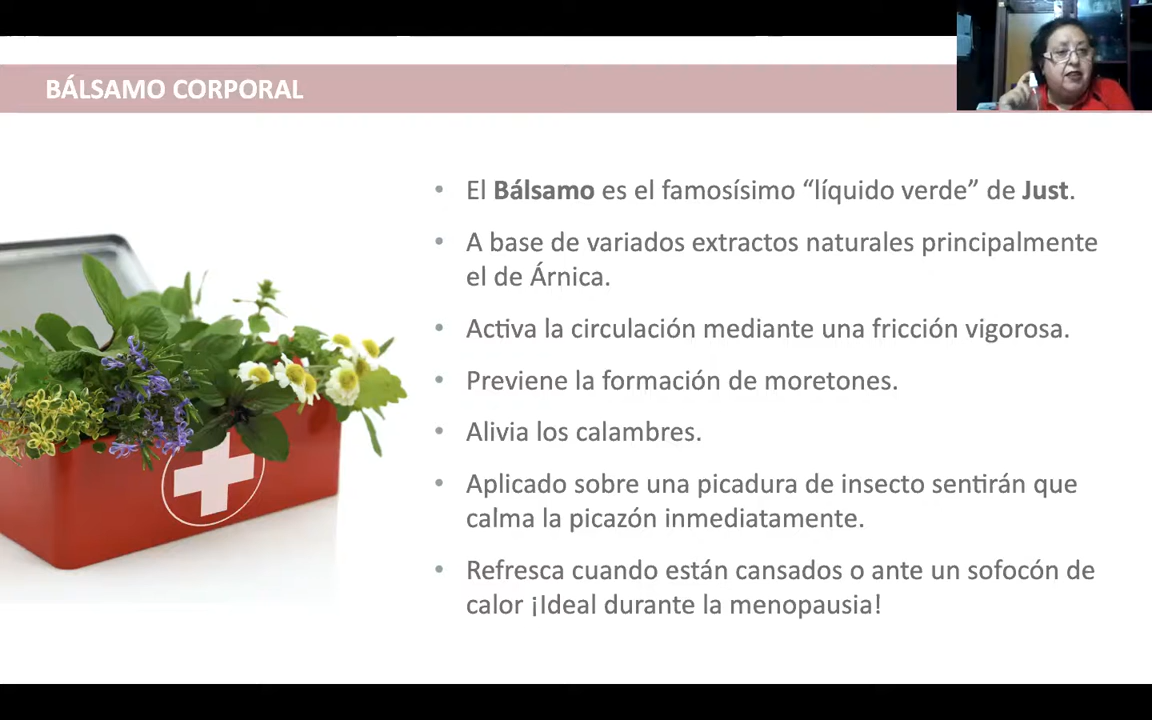 BÁLSAMO CORPORAL
• El Bálsamo es el famosísimo “líquido verde” de Just.
• A base de variados extractos naturales principalmente
el de Árnica.
• Activa la circulación mediante una fricción vigorosa.
• Previene la formación de moretones.
• Alivia los calambres.
• Aplicado sobre una picadura de insecto sentirán que
calma la picazón inmediatamente.
• Refresca cuando están cansados o ante un sofocón de
calor ¡Ideal durante la menopausia!